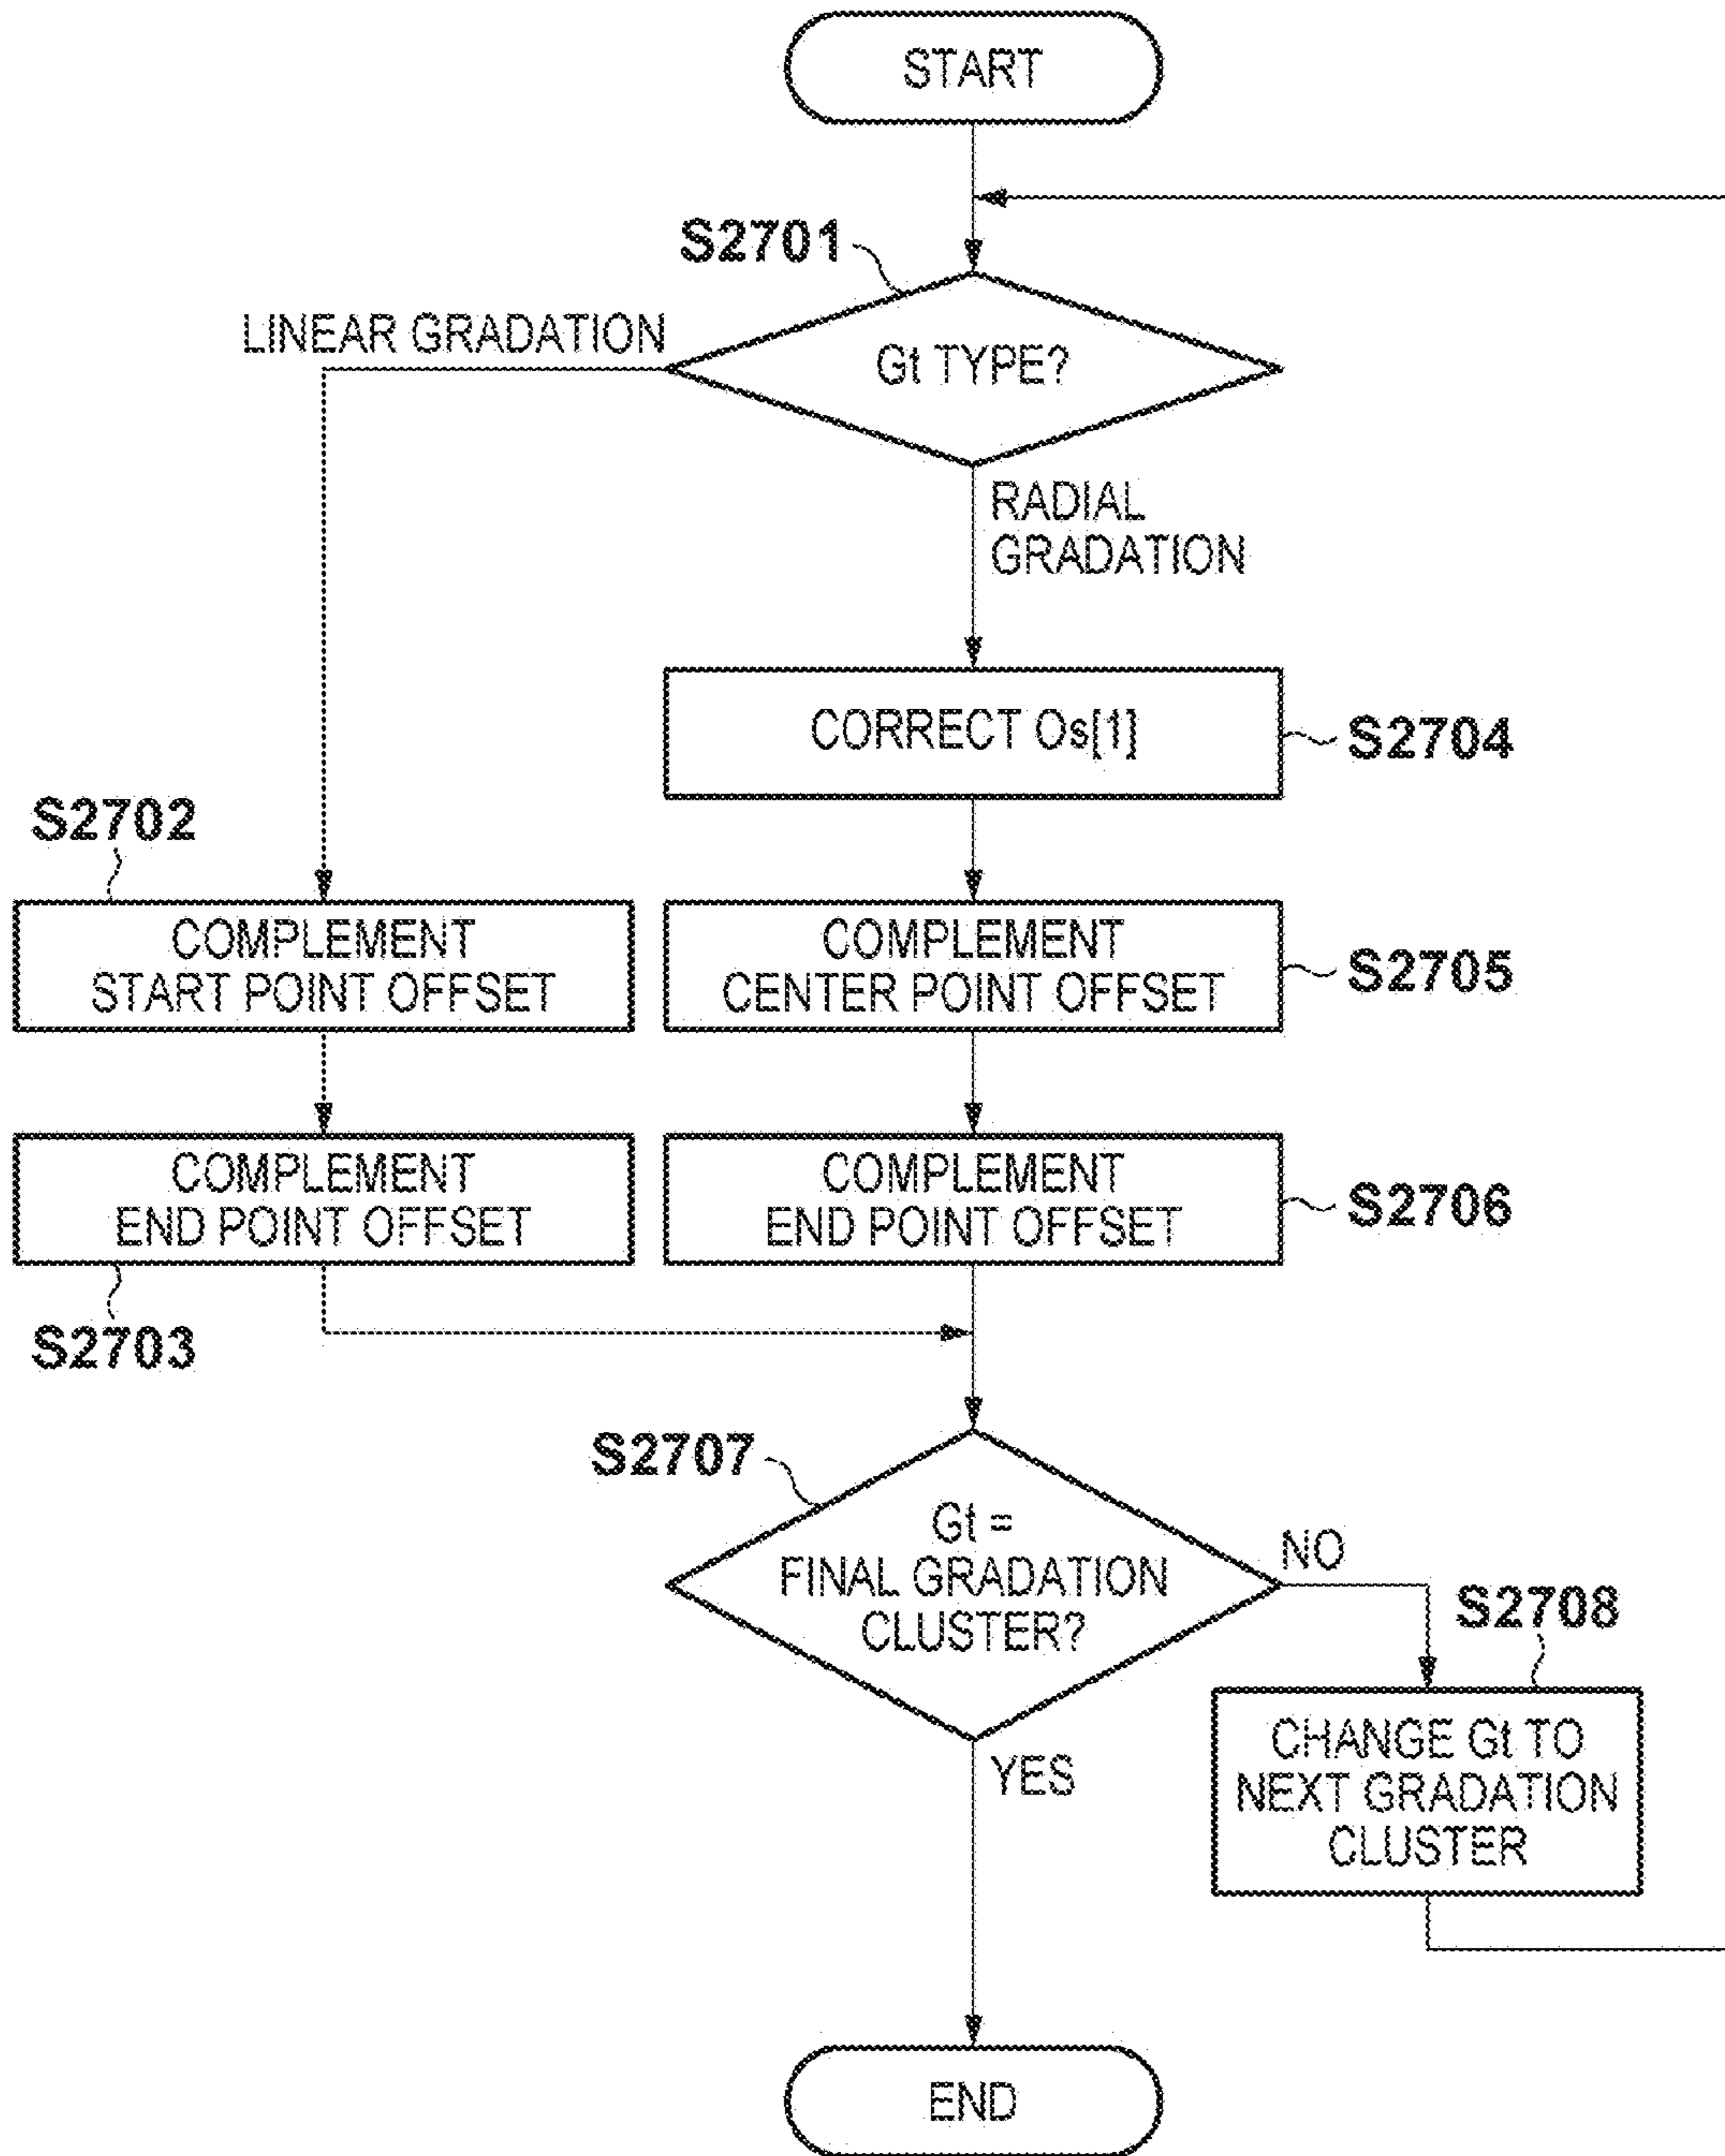 START
S2701
LINEAR GRADATION
Gt TYPE?
RADIAL
GRADATION
CORRECT Os[1]
S2704
S2702
COMPLEMENT
START POINT OFFSET
COMPLEMENT
CENTER POINT OFFSET
S2705
COMPLEMENT
END POINT OFFSET
COMPLEMENT
END POINT OFFSET
S2706
S2703
S2707
Gt =
FINAL GRADATION
CLUSTER?
NO
S2708
CHANGE Gt TO
NEXT GRADATION
CLUSTER
YES
END